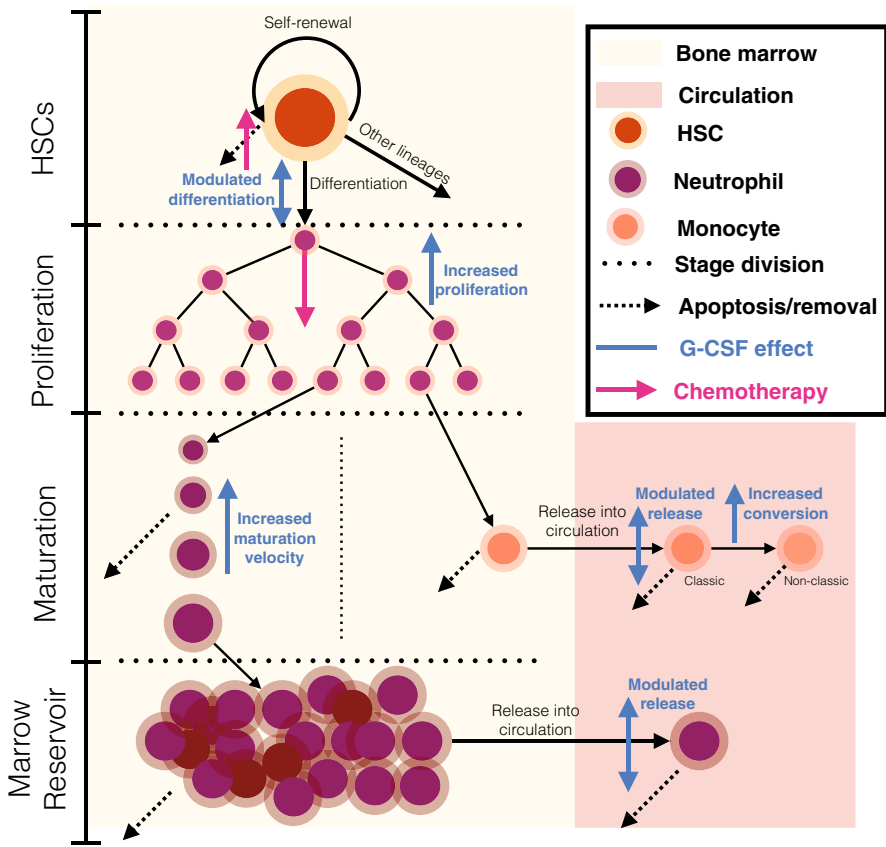 HSCs
Proliferation
Maturation
Marrow
Reservoir
Self-renewal
Other lineages
Modulated
differentiation
Differentiation
Increased
proliferation
Increased
maturation
velocity
Release into
circulation
Modulated
release
Increased
conversion
Classic
Non-classic
Release into
circulation
Modulated
release
Bone marrow
Circulation
HSC
Neutrophil
Monocyte
Stage division
Apoptosis/removal
G-CSF effect
Chemotherapy